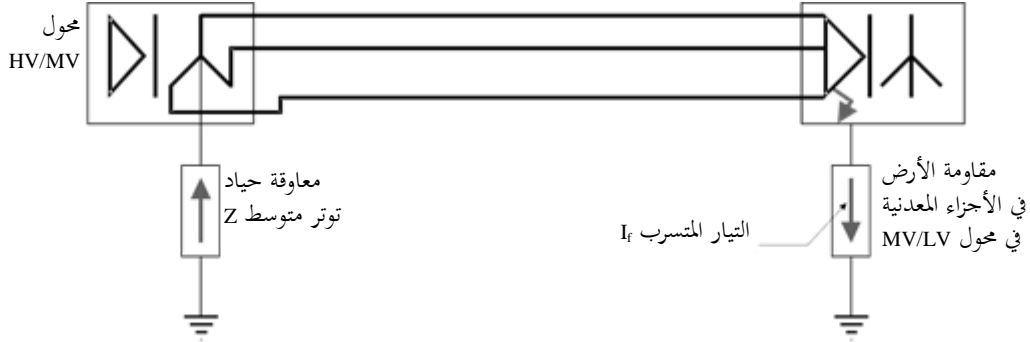 محول
HV/MV
معاوقة حياد
توتر متوسط Z
مقاومة الأرض
في الأجزاء المعدنية
في محول MV/LV
التيار المتسرب If